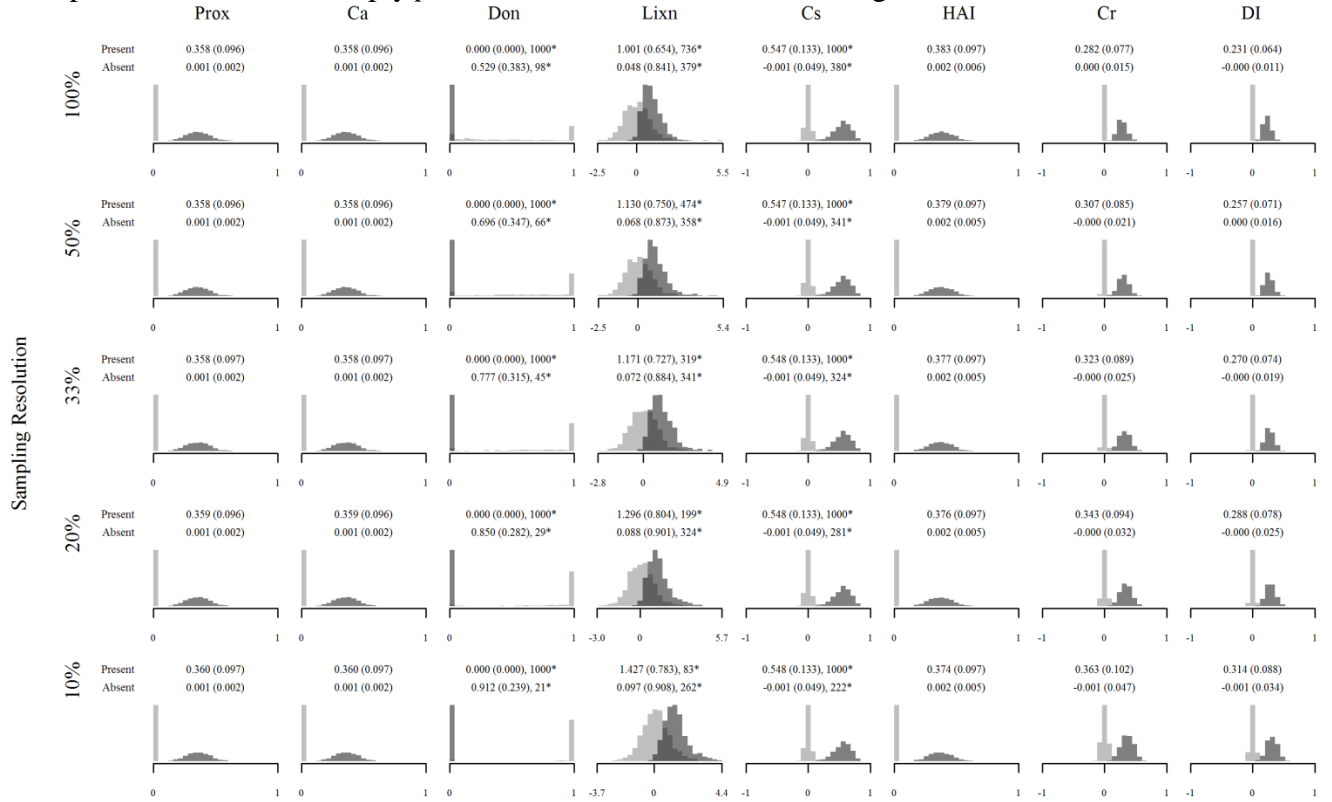 Prox Ca Don Lixn Cs HAI Cr DI
Sampling Resolution
100%
Present 0.358 (0.096) 0.358 (0.096) 0.000 (0.000), 1000* 1.001 (0.654), 736* 0.547 (0.133), 1000* 0.383 (0.097) 0.282 (0.077) 0.231 (0.064)
Absent 0.001 (0.002) 0.001 (0.002) 0.529 (0.383), 98* 0.048 (0.841), 379* -0.001 (0.049), 380* 0.002 (0.006) 0.000 (0.015) -0.000 (0.011)
0 1 0 1 0 1 -2.5 0 5.5 -1 0 1 0 1 -1 0 1 -1 0 1
50%
Present 0.358 (0.096) 0.358 (0.096) 0.000 (0.000), 1000* 1.130 (0.750), 474* 0.547 (0.133), 1000* 0.379 (0.097) 0.307 (0.085) 0.257 (0.071)
Absent 0.001 (0.002) 0.001 (0.002) 0.696 (0.347), 66* 0.068 (0.873), 358* -0.001 (0.049), 341* 0.002 (0.005) -0.000 (0.021) 0.000 (0.016)
0 1 0 1 0 1 -2.5 0 5.4 -1 0 1 0 1 -1 0 1 -1 0 1
33%
Present 0.358 (0.097) 0.358 (0.097) 0.000 (0.000), 1000* 1.171 (0.727), 319* 0.548 (0.133), 1000* 0.377 (0.097) 0.323 (0.089) 0.270 (0.074)
Absent 0.001 (0.002) 0.001 (0.002) 0.777 (0.315), 45* 0.072 (0.884), 341* -0.001 (0.049), 324* 0.002 (0.005) -0.000 (0.025) -0.000 (0.019)
0 1 0 1 0 1 -2.8 0 4.9 -1 0 1 0 1 -1 0 1 -1 0 1
20%
Present 0.359 (0.096) 0.359 (0.096) 0.000 (0.000), 1000* 1.296 (0.804), 199* 0.548 (0.133), 1000* 0.376 (0.097) 0.343 (0.094) 0.288 (0.078)
Absent 0.001 (0.002) 0.001 (0.002) 0.850 (0.282), 29* 0.088 (0.901), 324* -0.001 (0.049), 281* 0.002 (0.005) -0.000 (0.032) -0.000 (0.025)
0 1 0 1 0 1 -3.0 0 5.7 -1 0 1 0 1 -1 0 1 -1 0 1
10%
Present 0.360 (0.097) 0.360 (0.097) 0.000 (0.000), 1000* 1.427 (0.783), 83* 0.548 (0.133), 1000* 0.374 (0.097) 0.363 (0.102) 0.314 (0.088)
Absent 0.001 (0.002) 0.001 (0.002) 0.912 (0.239), 21* 0.097 (0.908), 262* -0.001 (0.049), 222* 0.002 (0.005) -0.001 (0.047) -0.001 (0.034)
0 1 0 1 0 1 -3.7 0 4.4 -1 0 1 0 1 -1 0 1 -1 0 1